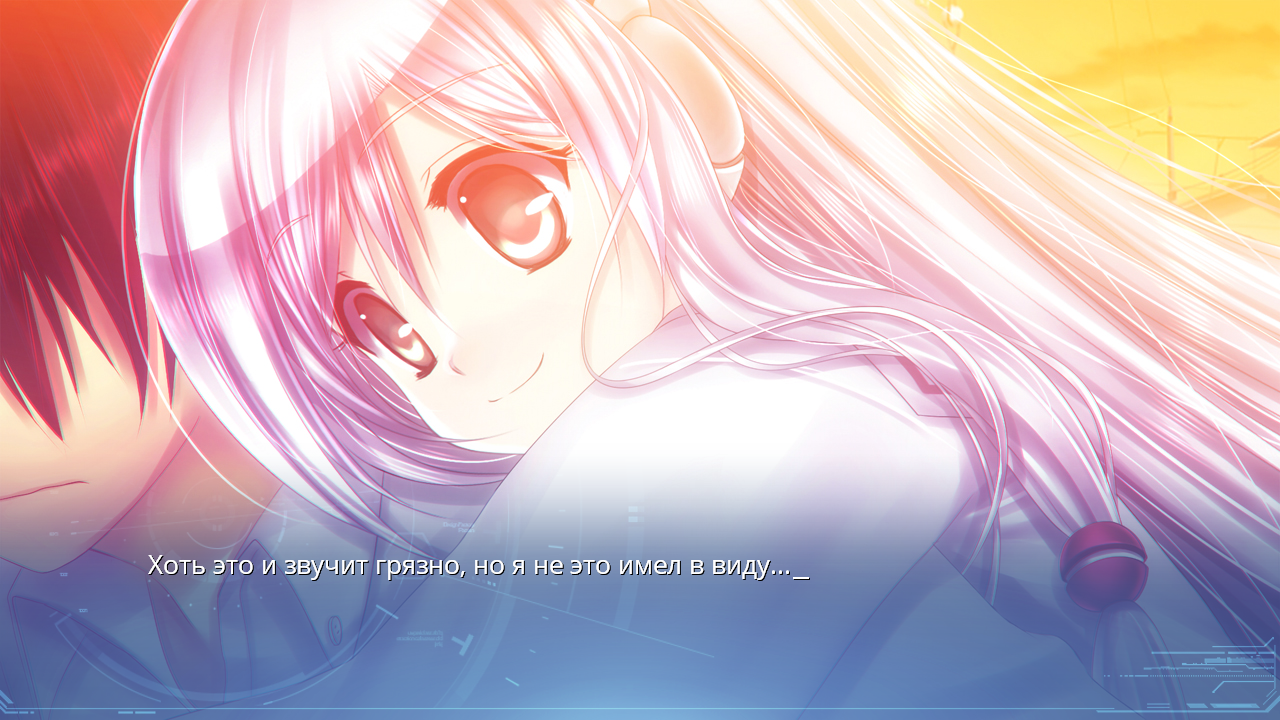 Хоть это и звучит грязно, но я не это имел в виду..._